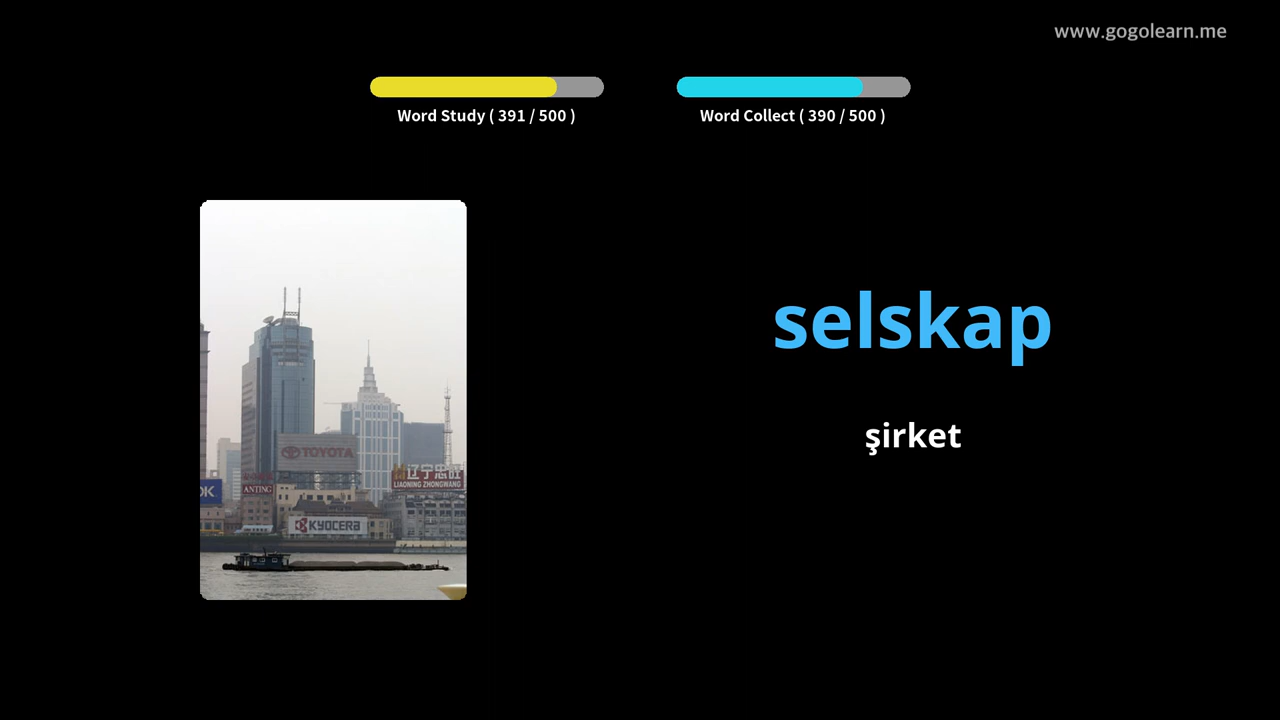 www.gogolearn.me
Word Study ( 391 / 500 )
Word Collect ( 390 / 500 )
selskap
şirket
TOYOTA
辽宁忠旺
LIAONING ZHONGWANG
ANTING
OK
KYOCERA